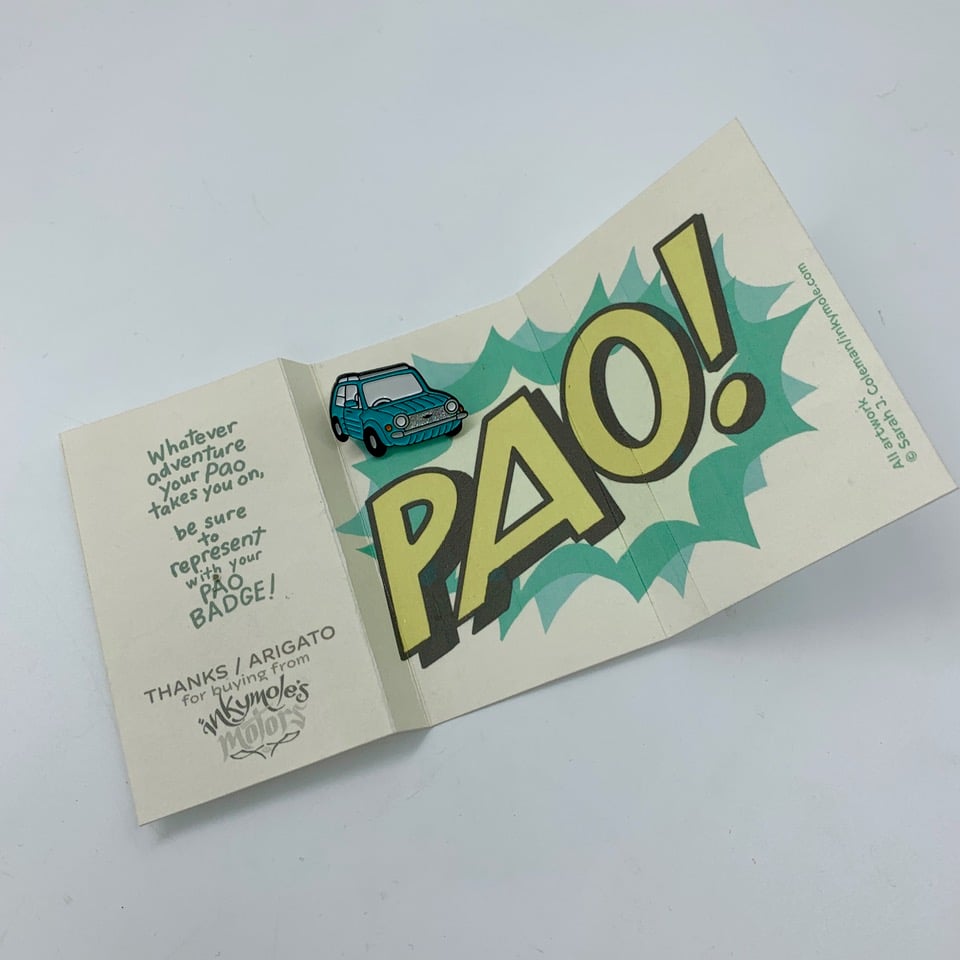 Whatever
adventure
your Pao
takes you on,
be sure
to
represent
with your
PAO
BADGE!
THANKS / ARIGATO
for buying from
inkymole's
Motors
PAO!
All artwork
© Sarah J. Coleman/inkymole.com